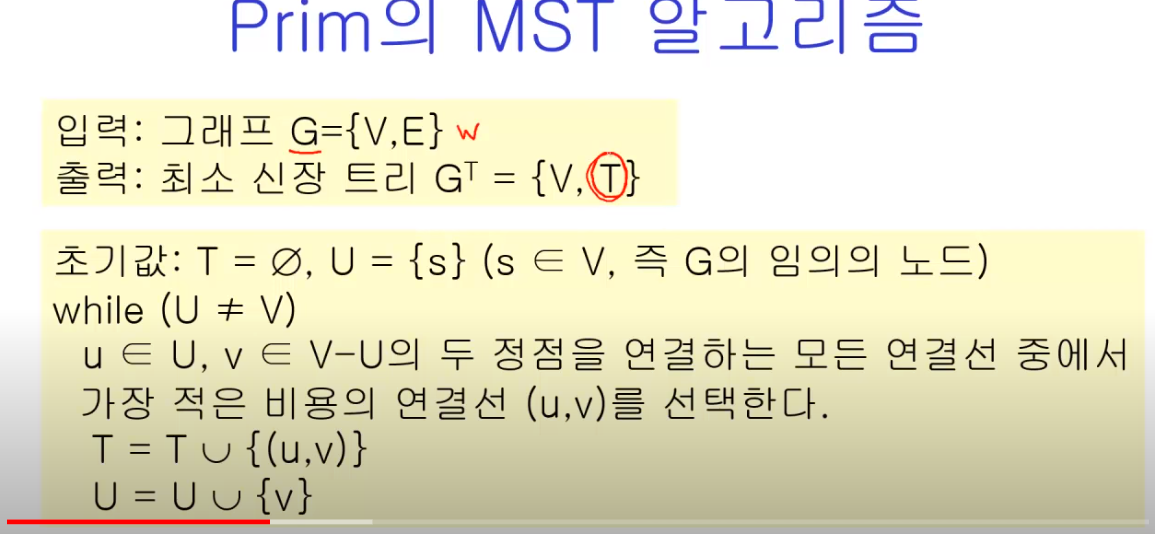 Prim의 MST 알고리즘
입력: 그래프 G={V,E} w
출력: 최소 신장 트리 Gᵀ = {V,T}
초기값: T = ∅, U = {s} (s ∈ V, 즉 G의 임의의 노드)
while (U ≠ V)
u ∈ U, v ∈ V-U의 두 정점을 연결하는 모든 연결선 중에서
가장 적은 비용의 연결선 (u,v)를 선택한다.
T = T ∪ {(u,v)}
U = U ∪ {v}